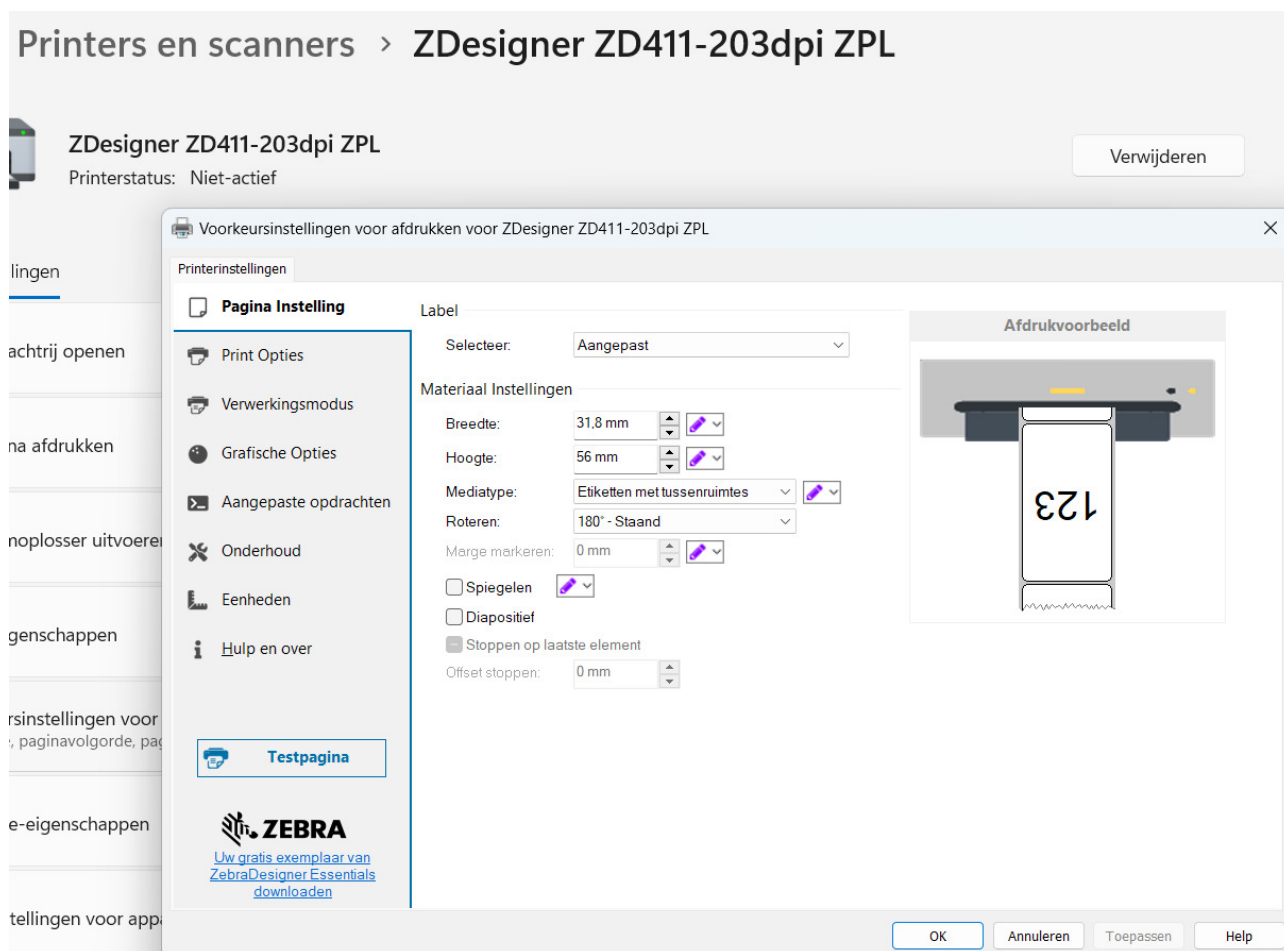 Printers en scanners > ZDesigner ZD411-203dpi ZPL
ZDesigner ZD411-203dpi ZPL
Printerstatus: Niet-actief
Verwijderen
lingen
achtrij openen
na afdrukken
moplosser uitvoere
genschappen
rsinstellingen voor
, paginavolgorde, pag
e-eigenschappen
tellingen voor appa
Voorkeursinstellingen voor afdrukken voor ZDesigner ZD411-203dpi ZPL
Printerinstellingen
Pagina Instelling
Print Opties
Verwerkingsmodus
Grafische Opties
Aangepaste opdrachten
Onderhoud
Eenheden
Hulp en over
Testpagina
ZEBRA
Uw gratis exemplaar van
ZebraDesigner Essentials
downloaden
Label
Selecteer: Aangepast
Materiaal Instellingen
Breedte: 31,8 mm
Hoogte: 56 mm
Mediatype: Etiketten met tussenruimtes
Roteren: 180° - Staand
Marge markeren: 0 mm
Spiegelen
Diapositief
Stoppen op laatste element
Offset stoppen: 0 mm
Afdrukvoorbeeld
123
OK Annuleren Toepassen Help